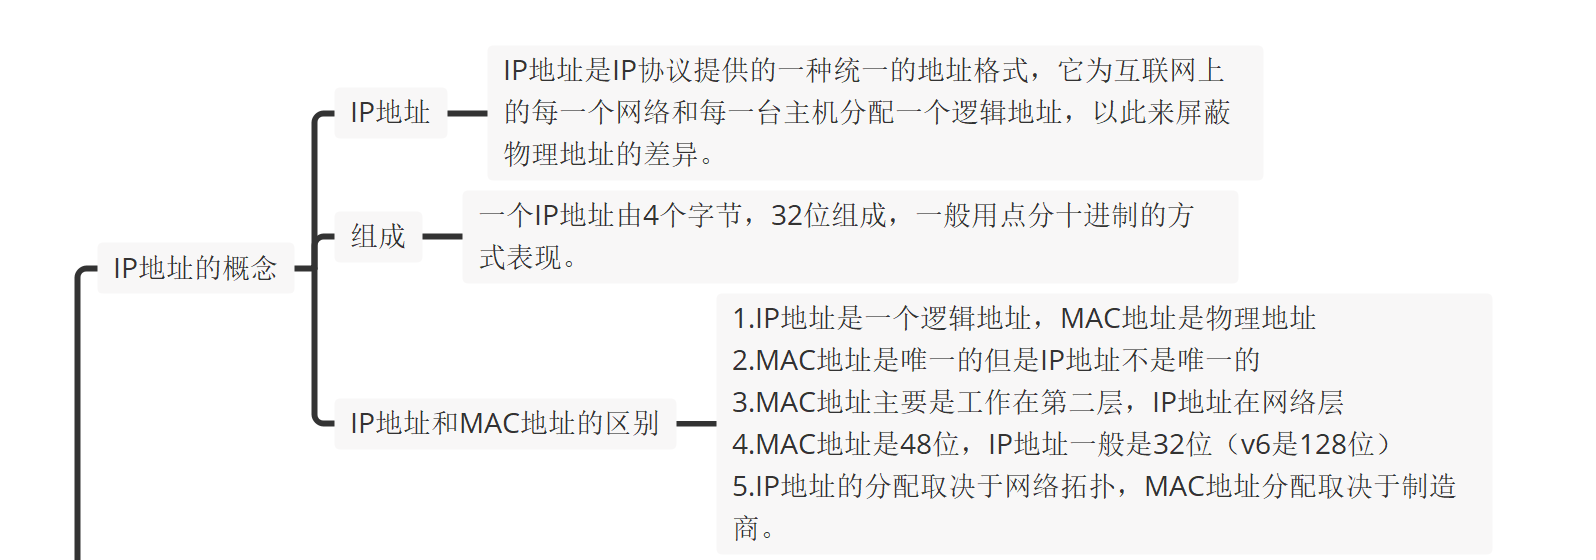 IP地址是IP协议提供的一种统一的地址格式，它为互联网上
的每一个网络和每一台主机分配一个逻辑地址，以此来屏蔽
物理地址的差异。
IP地址
一个IP地址由4个字节，32位组成，一般用点分十进制的方
式表现。
组成
IP地址的概念
1.IP地址是一个逻辑地址，MAC地址是物理地址
2.MAC地址是唯一的但是IP地址不是唯一的
3.MAC地址主要是工作在第二层，IP地址在网络层
4.MAC地址是48位，IP地址一般是32位（v6是128位）
5.IP地址的分配取决于网络拓扑，MAC地址分配取决于制造
商。
IP地址和MAC地址的区别